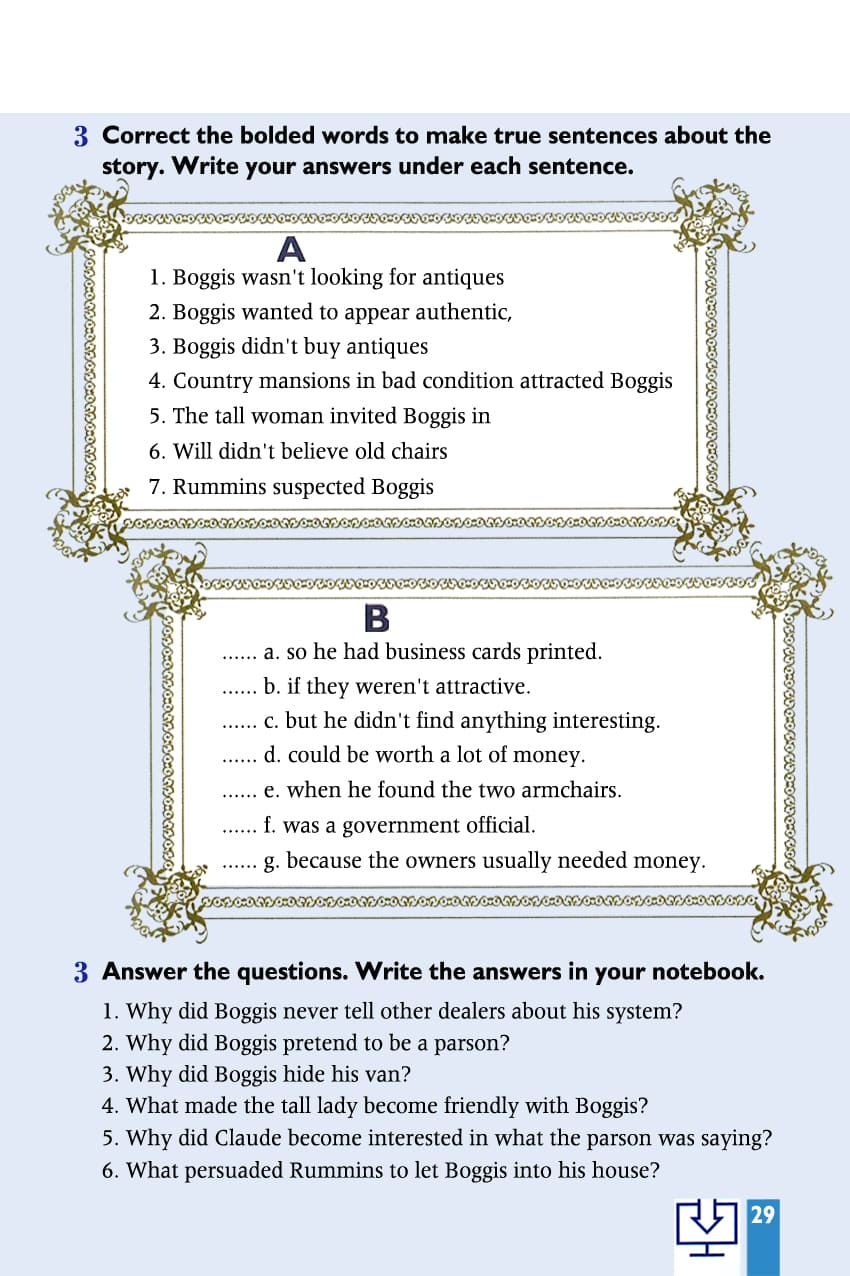 3 Correct the bolded words to make true sentences about the
story. Write your answers under each sentence.
A
1. Boggis wasn't looking for antiques
2. Boggis wanted to appear authentic,
3. Boggis didn't buy antiques
4. Country mansions in bad condition attracted Boggis
5. The tall woman invited Boggis in
6. Will didn't believe old chairs
7. Rummins suspected Boggis
B
...... a. so he had business cards printed.
...... b. if they weren't attractive.
...... c. but he didn't find anything interesting.
...... d. could be worth a lot of money.
...... e. when he found the two armchairs.
...... f. was a government official.
...... g. because the owners usually needed money.
3 Answer the questions. Write the answers in your notebook.
1. Why did Boggis never tell other dealers about his system?
2. Why did Boggis pretend to be a parson?
3. Why did Boggis hide his van?
4. What made the tall lady become friendly with Boggis?
5. Why did Claude become interested in what the parson was saying?
6. What persuaded Rummins to let Boggis into his house?
29